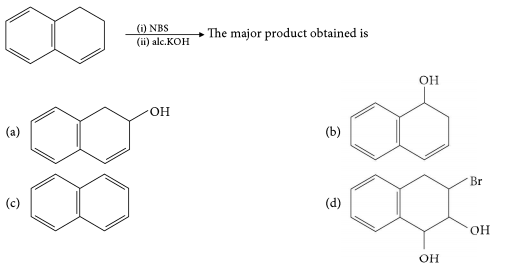 (i) NBS
(ii) alc.KOH
The major product obtained is
(a)
OH
(b)
OH
(c)
(d)
Br
OH
OH